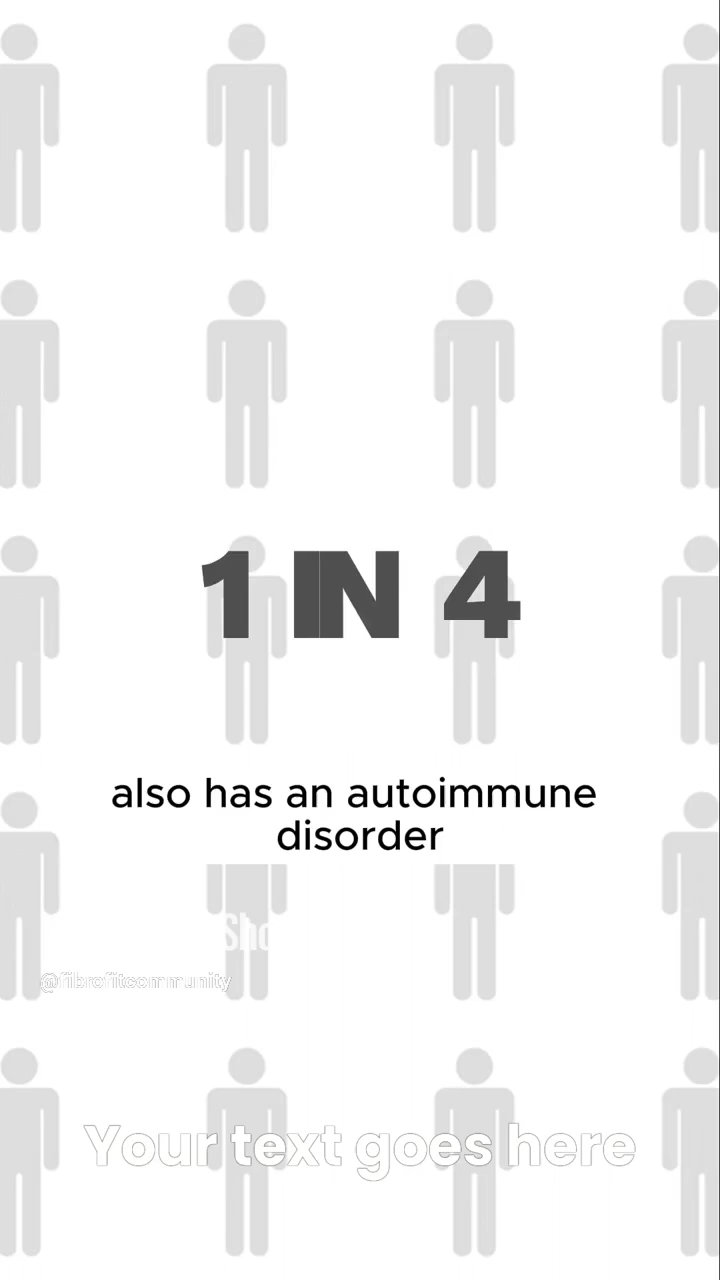 1 IN 4
also has an autoimmune
disorder
@fibrofitcommunity
Your text goes here